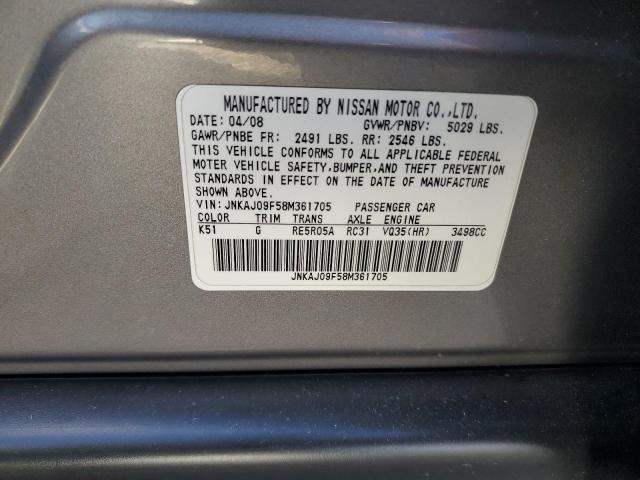 MANUFACTURED BY NISSAN MOTOR CO.,LTD.
DATE: 04/08 GVWR/PNBV: 5029 LBS.
GAWR/PNBE FR: 2491 LBS. RR: 2546 LBS.
THIS VEHICLE CONFORMS TO ALL APPLICABLE FEDERAL
MOTER VEHICLE SAFETY,BUMPER,AND THEFT PREVENTION
STANDARDS IN EFFECT ON THE DATE OF MANUFACTURE
SHOWN ABOVE.
VIN: JNKAJ09F58M361705 PASSENGER CAR
COLOR TRIM TRANS AXLE ENGINE
K51 G RE5R05A RC31 VQ35(HR) 3498CC
JNKAJ09F58M361705